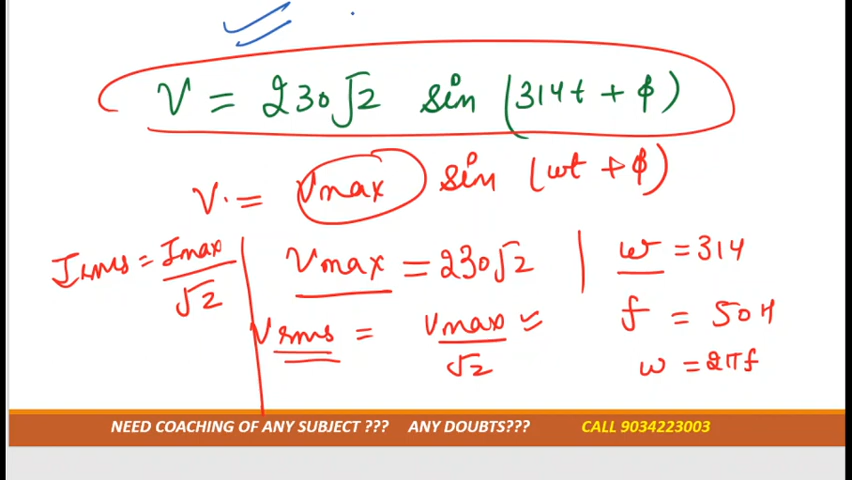 V = 230√2 sin (314t + ϕ)
V = Vmax sin (ωt + ϕ)
Irms = Imax/√2 | Vmax = 230√2 | ω = 314
Vrms = Vmax/√2 f = 50H
ω = 2πf
NEED COACHING OF ANY SUBJECT ??? ANY DOUBTS??? CALL 9034223003